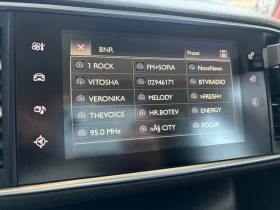 BNR Preset
1 ROCK FM+SOFIA NovaNews
VITOSHA 02946171 BTVRADIO
VERONIKA MELODY >FRESH<
THEVOICE HR.BOTEV ENERGY
95.0 MHz nÄ§ CITY FOCUS